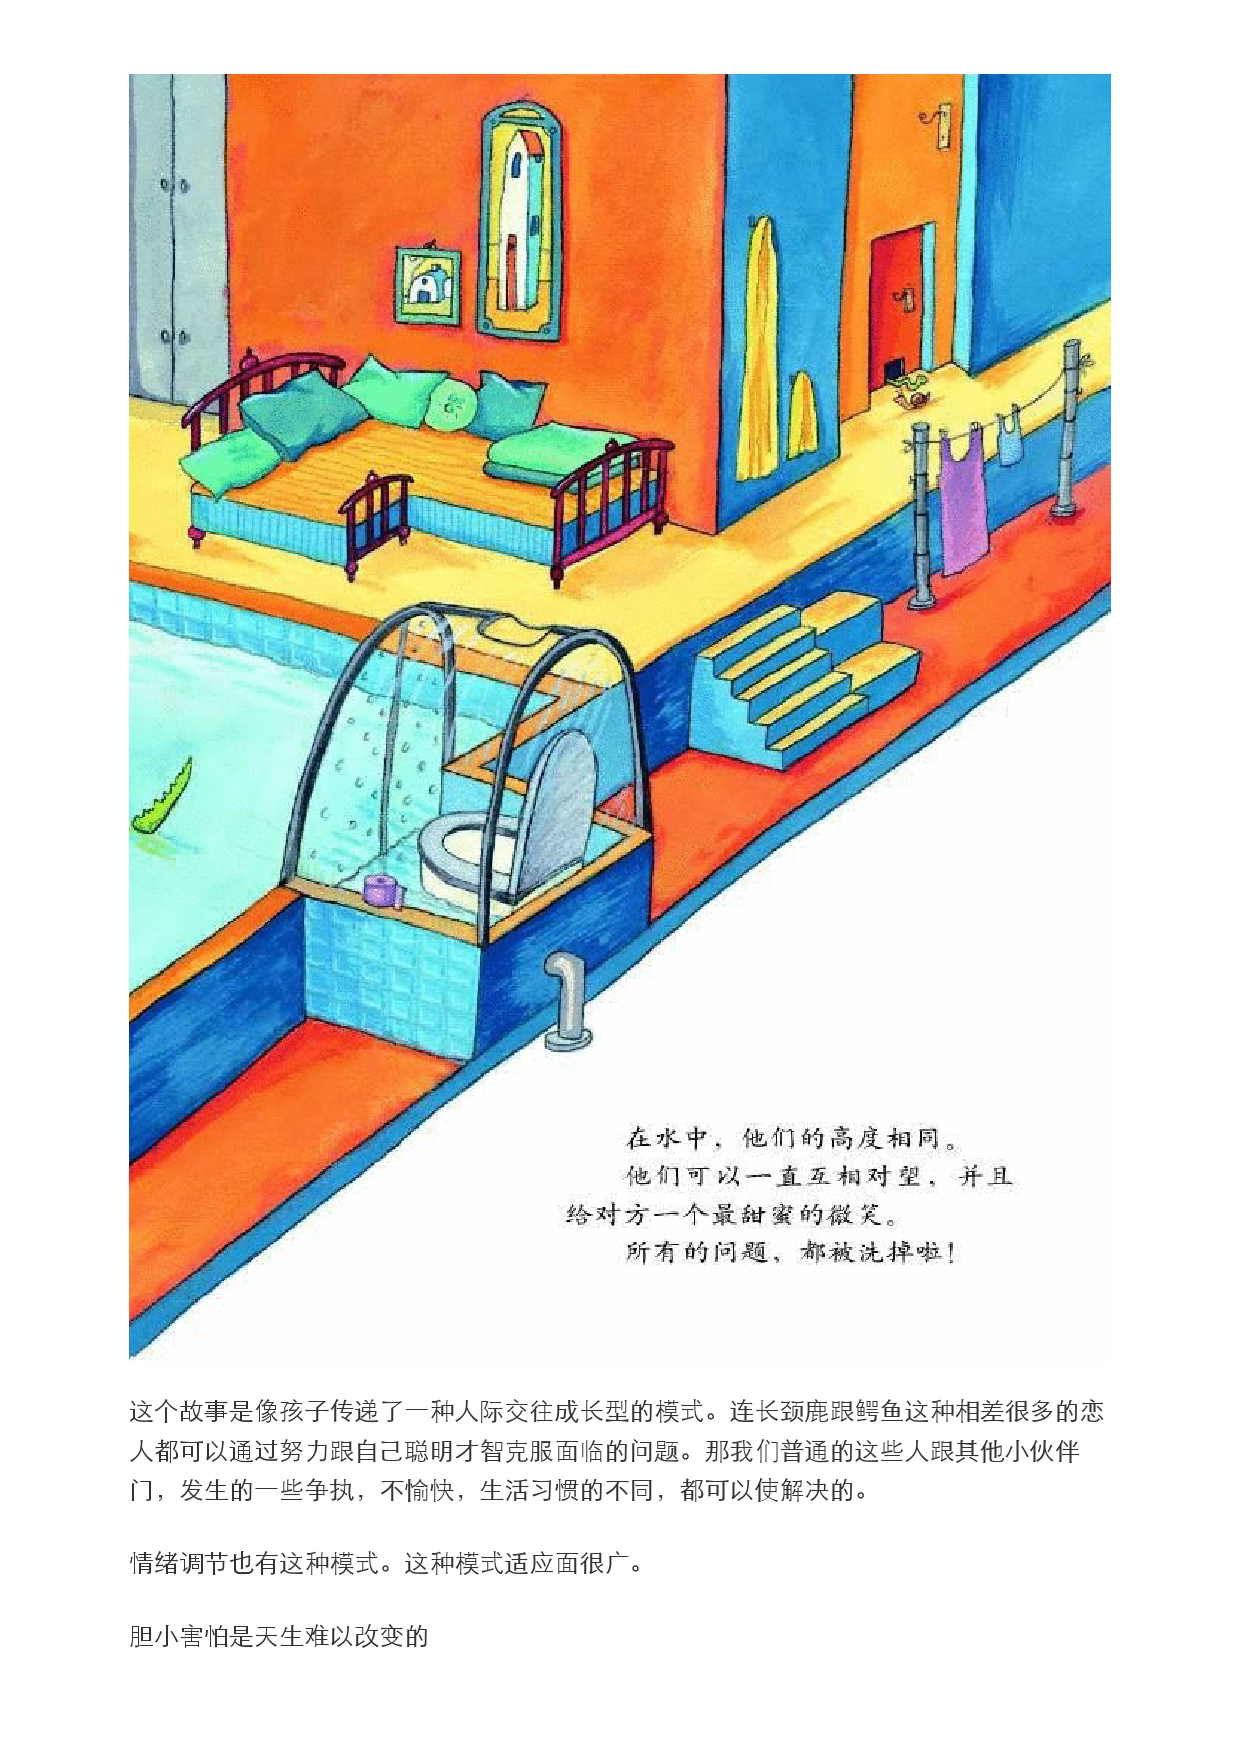 在水中，他们的高度相同。
他们可以一直互相对望，并且
给对方一个最甜蜜的微笑。
所有的问题，都被洗掉啦！
这个故事是像孩子传递了一种人际交往成长型的模式。连长颈鹿跟鳄鱼这种相差很多的恋
人都可以通过努力跟自己聪明才智克服面临的问题。那我们普通的这些人跟其他小伙伴
门，发生的一些争执，不愉快，生活习惯的不同，都可以使解决的。
情绪调节也有这种模式。这种模式适应面很广。
胆小害怕是天生难以改变的